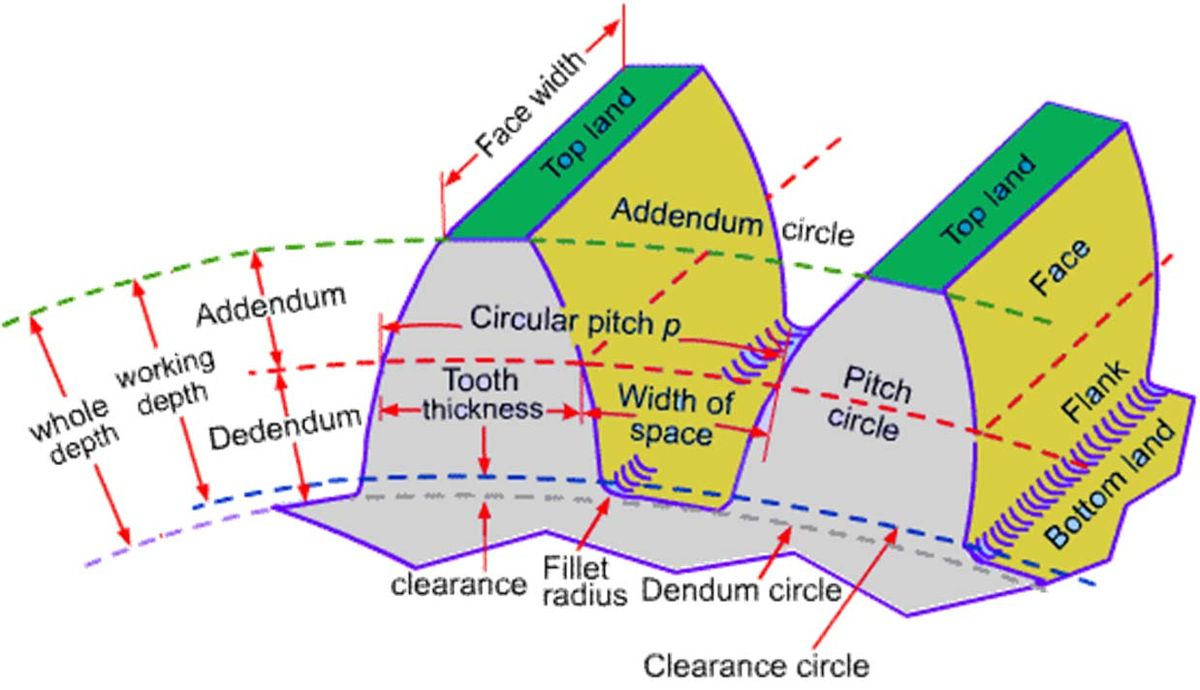 Face width
Top land
Top land
Addendum circle
Face
Addendum
Circular pitch p
working
depth
whole
depth
Tooth
thickness
Width of
space
Pitch
circle
Flank
Dedendum
Bottom land
clearance
Fillet
radius
Dendum circle
Clearance circle